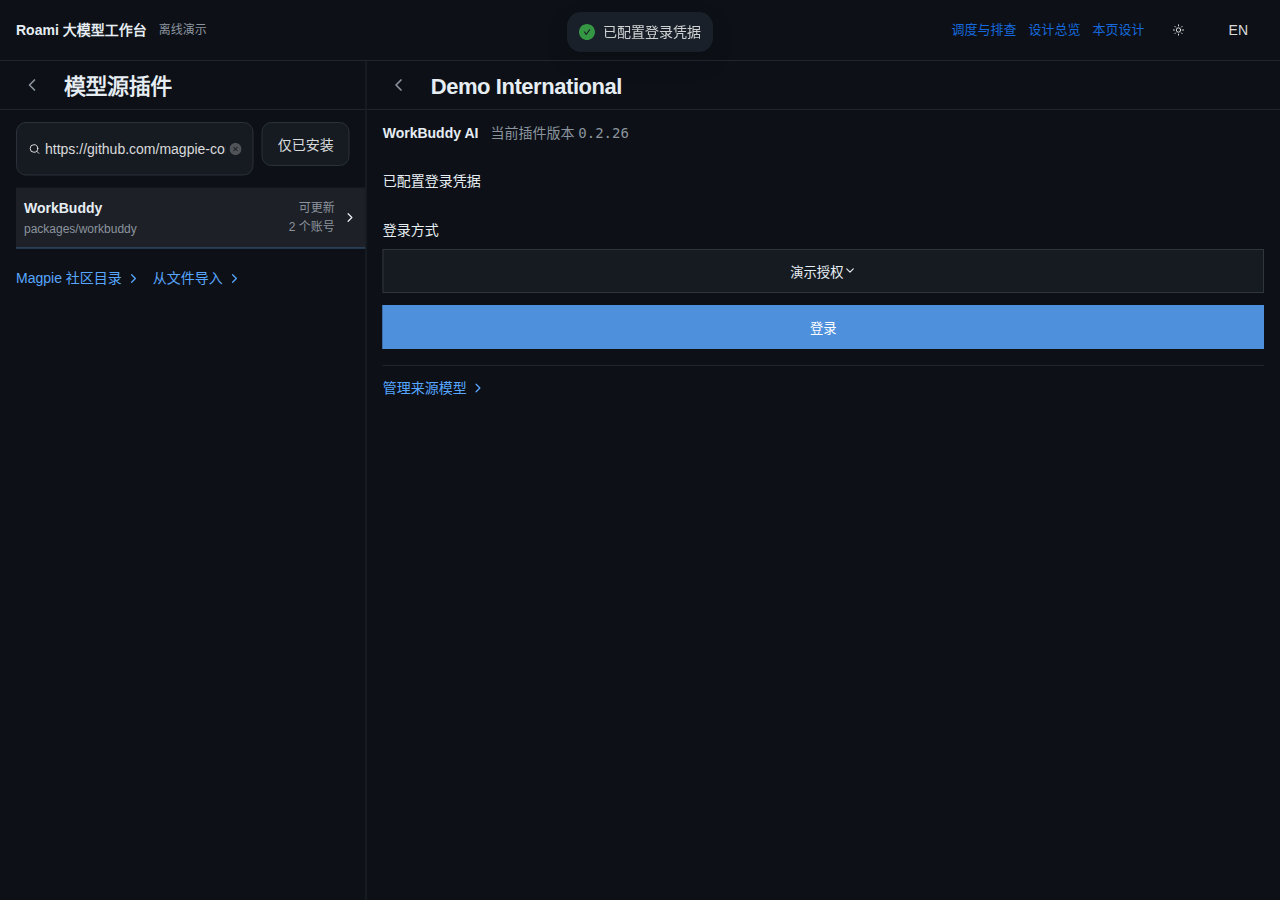 Roami 大模型工作台 离线演示
已配置登录凭据
调度与排查 设计总览 本页设计 EN
模型源插件
https://github.com/magpie-co
仅已安装
WorkBuddy
packages/workbuddy
可更新
2 个账号
Magpie 社区目录 从文件导入
Demo International
WorkBuddy AI 当前插件版本 0.2.26
已配置登录凭据
登录方式
演示授权
登录
管理来源模型